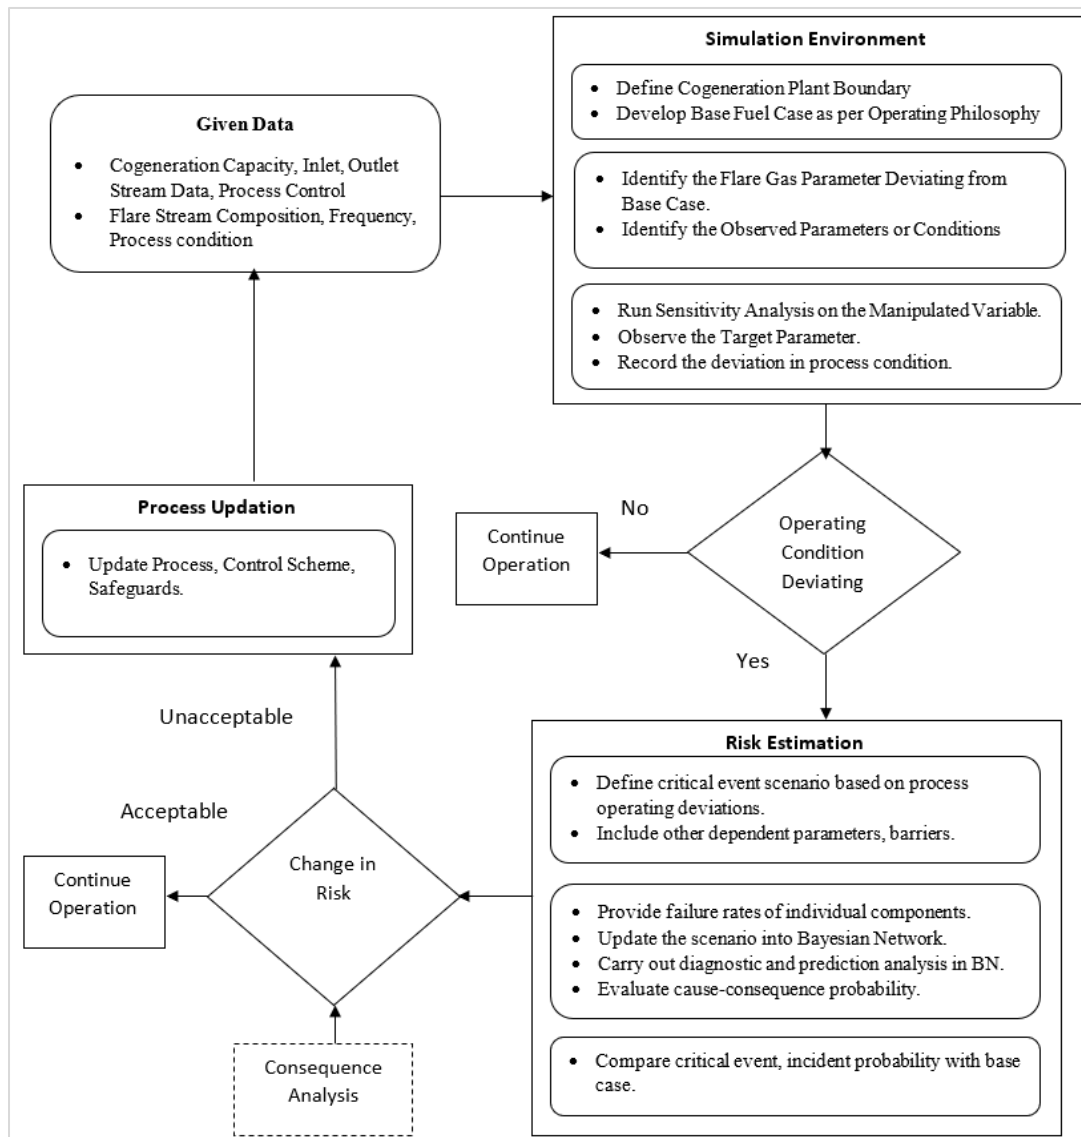 Simulation Environment
• Define Cogeneration Plant Boundary
• Develop Base Fuel Case as per Operating Philosophy
Given Data
• Cogeneration Capacity, Inlet, Outlet
Stream Data, Process Control
• Flare Stream Composition, Frequency,
Process condition
• Identify the Flare Gas Parameter Deviating from
Base Case.
• Identify the Observed Parameters or Conditions
• Run Sensitivity Analysis on the Manipulated Variable.
• Observe the Target Parameter.
• Record the deviation in process condition.
Operating
Condition
Deviating
No
Continue
Operation
Yes
Risk Estimation
• Define critical event scenario based on process
operating deviations.
• Include other dependent parameters, barriers.
• Provide failure rates of individual components.
• Update the scenario into Bayesian Network.
• Carry out diagnostic and prediction analysis in BN.
• Evaluate cause-consequence probability.
• Compare critical event, incident probability with base
case.
Change in
Risk
Consequence
Analysis
Acceptable
Continue
Operation
Unacceptable
Process Updation
• Update Process, Control Scheme,
Safeguards.